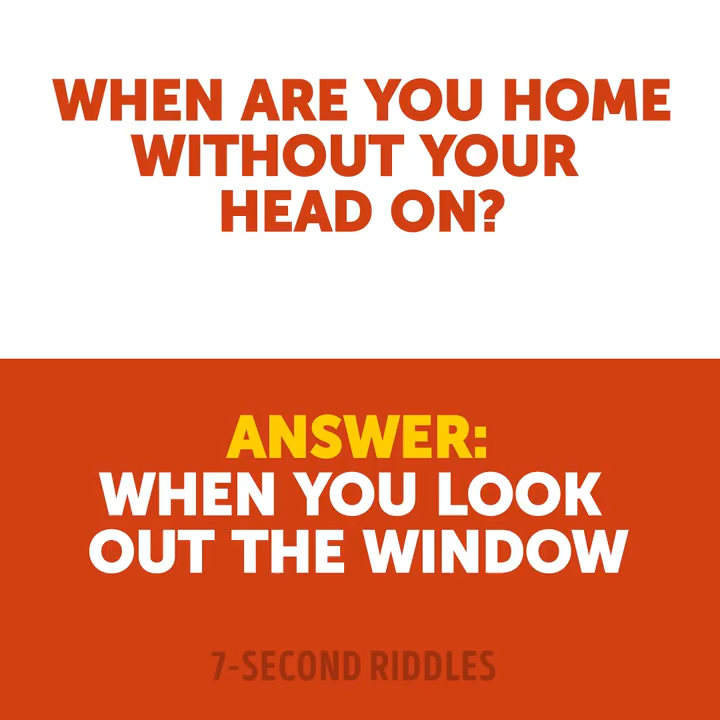 WHEN ARE YOU HOME
WITHOUT YOUR
HEAD ON?
ANSWER:
WHEN YOU LOOK
OUT THE WINDOW
7-SECOND RIDDLES